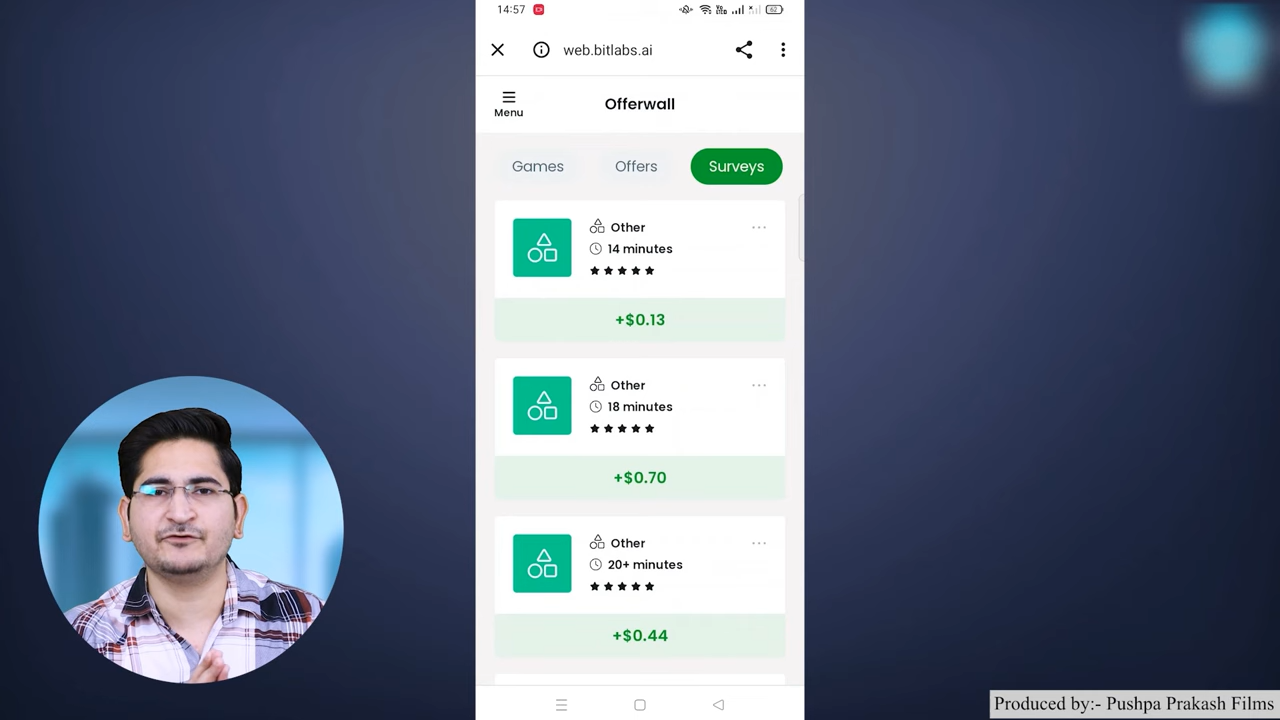 14:57
62
web.bitlabs.ai
Menu
Offerwall
Games
Offers
Surveys
Other
14 minutes
+$0.13
Other
18 minutes
+$0.70
Other
20+ minutes
+$0.44
Produced by:- Pushpa Prakash Films